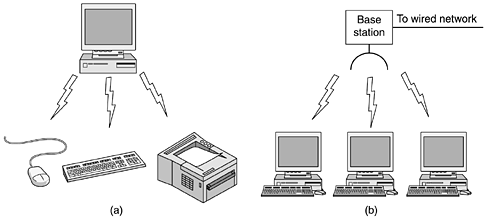 Base
station
To wired network
(a)
(b)